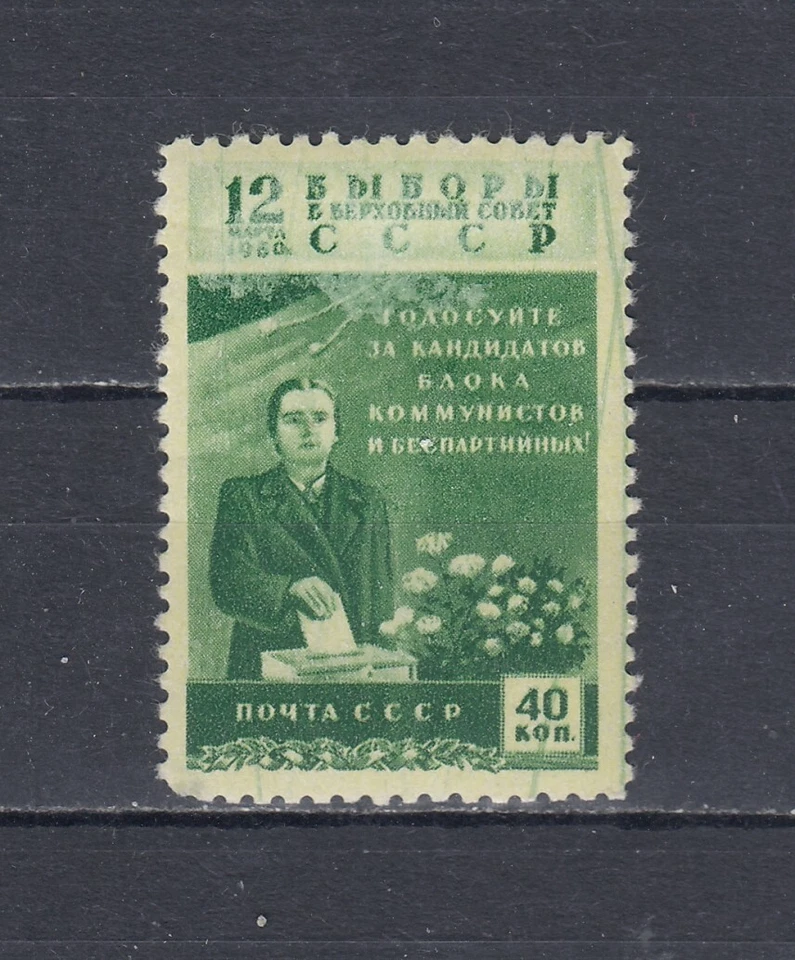 12 ВЫБОРЫ
МАРТА В ВЕРХОВНЫЙ СОВЕТ
1950. СССР
ГОЛОСУЙТЕ
ЗА КАНДИДАТОВ
БЛОКА
КОММУНИСТОВ
И БЕСПАРТИЙНЫХ!
ПОЧТА СССР
40
КОП.